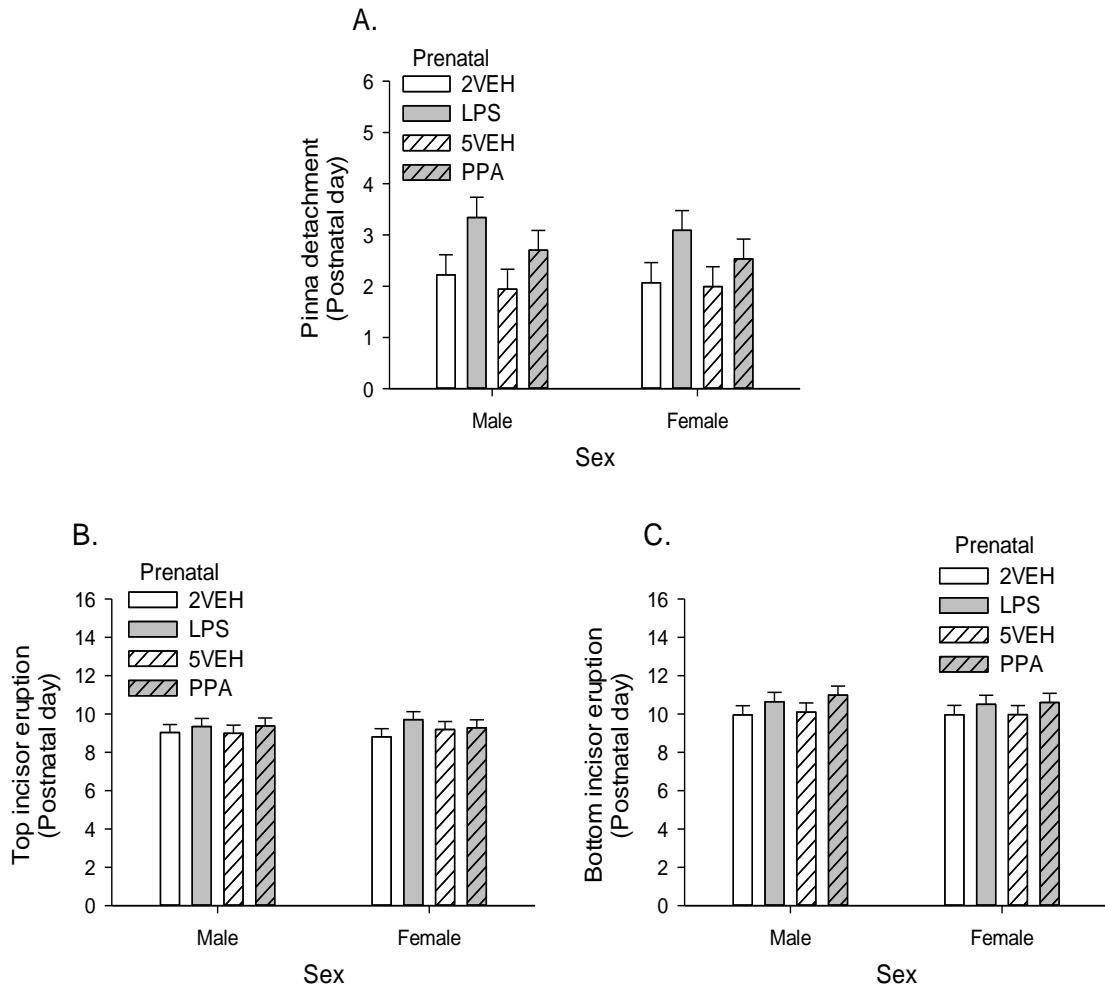 A.
Prenatal
2VEH
LPS
5VEH
PPA
6
5
4
3
2
1
0
Pinna detachment
(Postnatal day)
Male
Female
Sex
B.
Prenatal
2VEH
LPS
5VEH
PPA
16
14
12
10
8
6
4
2
0
Top incisor eruption
(Postnatal day)
Male
Female
Sex
C.
Prenatal
2VEH
LPS
5VEH
PPA
16
14
12
10
8
6
4
2
0
Bottom incisor eruption
(Postnatal day)
Male
Female
Sex